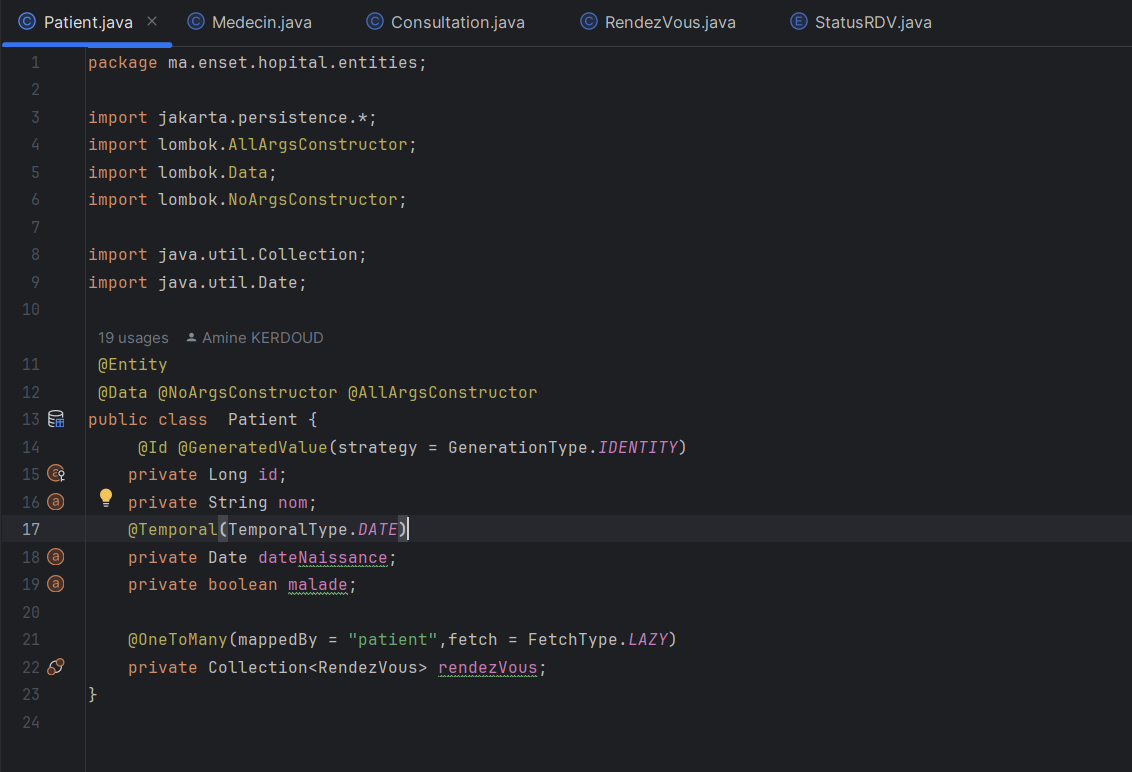 Patient.java Medecin.java Consultation.java RendezVous.java StatusRDV.java
1 package ma.enset.hopital.entities;
2
3 import jakarta.persistence.*;
4 import lombok.AllArgsConstructor;
5 import lombok.Data;
6 import lombok.NoArgsConstructor;
7
8 import java.util.Collection;
9 import java.util.Date;
10
19 usages Amine KERDOUD
11 @Entity
12 @Data @NoArgsConstructor @AllArgsConstructor
13 public class  Patient {
14 @Id @GeneratedValue(strategy = GenerationType.IDENTITY)
15 private Long id;
16 private String nom;
17 @Temporal(TemporalType.DATE)
18 private Date dateNaissance;
19 private boolean malade;
20
21 @OneToMany(mappedBy = "patient",fetch = FetchType.LAZY)
22 private Collection<RendezVous> rendezVous;
23 }
24